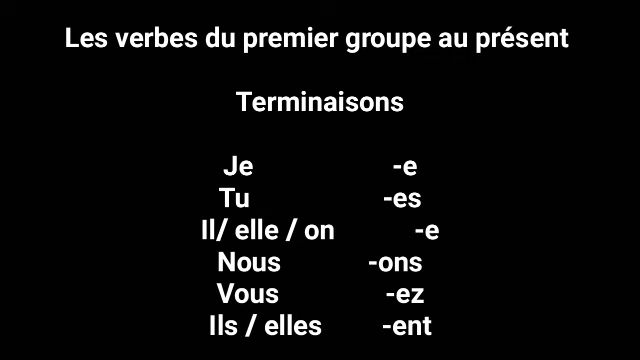 Les verbes du premier groupe au présent
Terminaisons
Je -e
Tu -es
Il/ elle / on -e
Nous -ons
Vous -ez
Ils / elles -ent